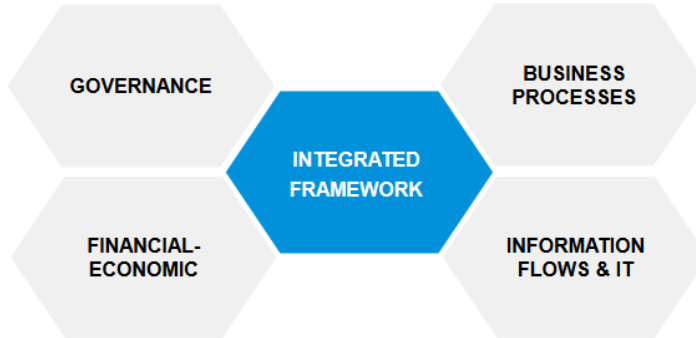 GOVERNANCE
BUSINESS
PROCESSES
INTEGRATED
FRAMEWORK
FINANCIAL-
ECONOMIC
INFORMATION
FLOWS & IT